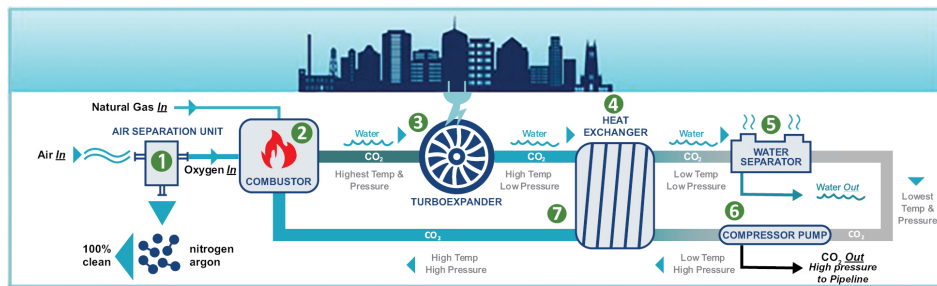 Natural Gas In
AIR SEPARATION UNIT
Air In
1
Oxygen In
2
COMBUSTOR
Water
CO2
Highest Temp &
Pressure
3
TURBOEXPANDER
Water
CO2
High Temp
Low Pressure
4
HEAT
EXCHANGER
Water
CO2
Low Temp
Low Pressure
5
WATER
SEPARATOR
Water Out
Lowest
Temp &
Pressure
6
COMPRESSOR PUMP
CO2
CO2 Out
High pressure
to Pipeline
Low Temp
High Pressure
7
CO2
High Temp
High Pressure
100%
clean
nitrogen
argon